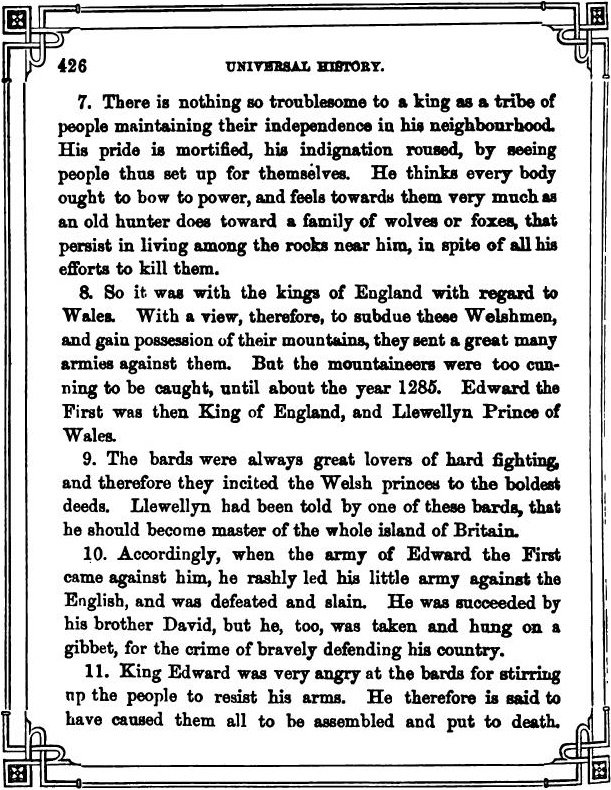 426
UNIVERSAL HISTORY.
7. There is nothing so troublesome to a king as a tribe of
people maintaining their independence in his neighbourhood.
His pride is mortified, his indignation roused, by seeing
people thus set up for themselves. He thinks every body
ought to bow to power, and feels towards them very much as
an old hunter does toward a family of wolves or foxes, that
persist in living among the rocks near him, in spite of all his
efforts to kill them.
8. So it was with the kings of England with regard to
Wales. With a view, therefore, to subdue these Welshmen,
and gain possession of their mountains, they sent a great many
armies against them. But the mountaineers were too cun-
ning to be caught, until about the year 1285. Edward the
First was then King of England, and Llewellyn Prince of
Wales.
9. The bards were always great lovers of hard fighting,
and therefore they incited the Welsh princes to the boldest
deeds. Llewellyn had been told by one of these bards, that
he should become master of the whole island of Britain.
10. Accordingly, when the army of Edward the First
came against him, he rashly led his little army against the
English, and was defeated and slain. He was succeeded by
his brother David, but he, too, was taken and hung on a
gibbet, for the crime of bravely defending his country.
11. King Edward was very angry at the bards for stirring
up the people to resist his arms. He therefore is said to
have caused them all to be assembled and put to death.